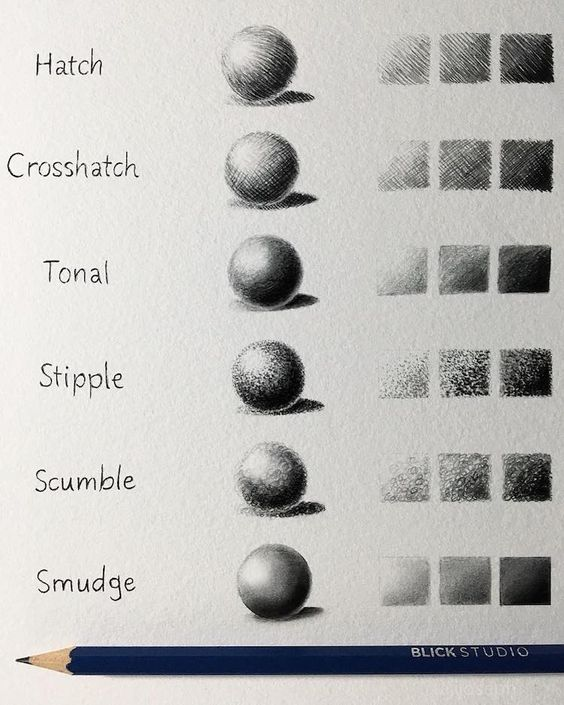 Hatch
Crosshatch
Tonal
Stipple
Scumble
Smudge
BLICK STUDIO